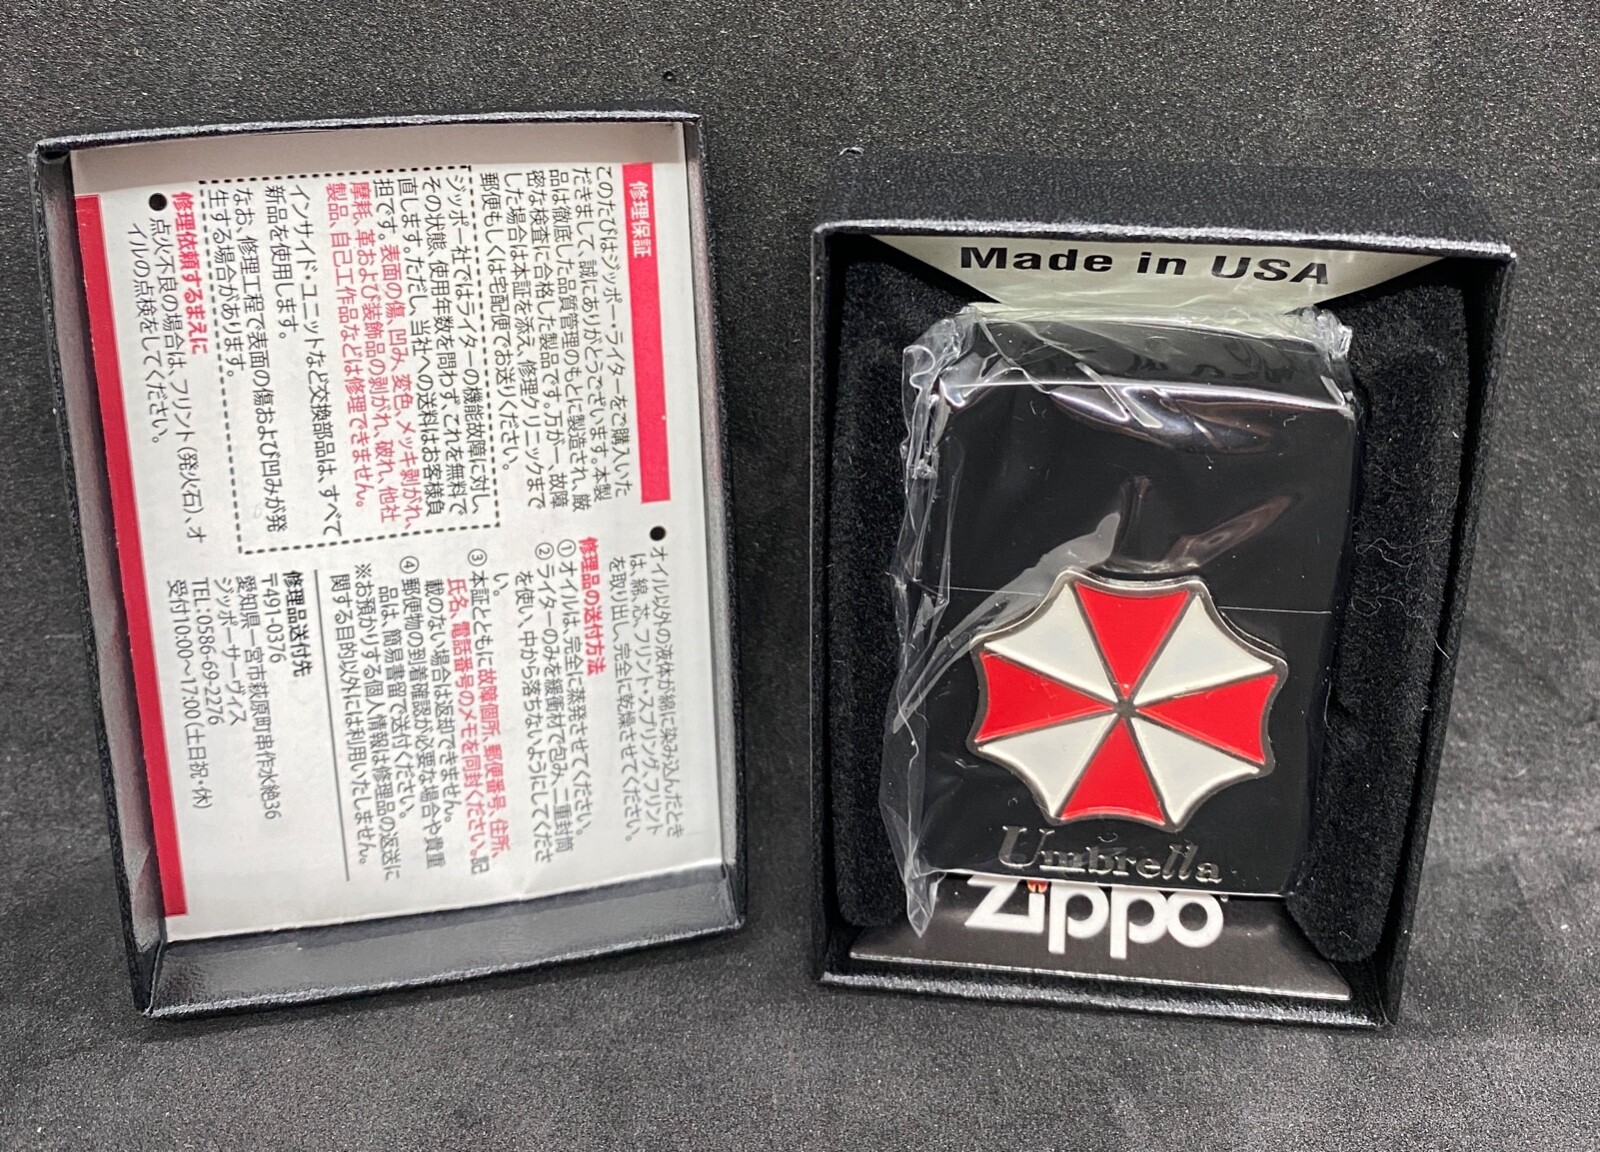 修理保証
このたびはジッポー・ライターをご購入いた
だきまして、誠にありがとうございます。本製
品は徹底した品質管理のもとに製造され、厳
密な検査に合格した製品です。万が一、故障
した場合は本証を添え、修理クリニックまで
郵便もしくは宅配便でお送りください。
ジッポー社ではライターの機能故障に対し、
その状態、使用年数を問わず、これを無料で
直します。ただし、当社への送料はお客様負
担です。表面の傷、凹み、変色、メッキ剥がれ、
摩耗、革および装飾品の剥がれ、破れ、他社
製品、自己工作品などは修理できません。
インサイド・ユニットなど交換部品は、すべて
新品を使用します。
なお、修理工程で表面の傷および凹みが発
生する場合があります。
修理依頼するまえに
● 点火不良の場合は、フリント(発火石)、オ
イルの点検をしてください。
● オイル以外の液体が綿に染み込んだとき
は、綿、芯、フリント・スプリング、フリント
を取り出し、完全に乾燥させてください。
修理品の送付方法
① オイルは、完全に蒸発させてください。
② ライターのみを緩衝材で包み、二重封筒
を使い、中から落ちないようにしてくださ
い。
③ 本証とともに故障個所、郵便番号、住所、
氏名、電話番号のメモを同封ください。記
載のない場合は返却できません。
④ 郵便物の到着確認が必要な場合や貴重
品は、簡易書留で送付ください。
※お預かりする個人情報は修理品の返送に
関する目的以外には利用いたしません。
修理品送付先
〒491-0376
愛知県一宮市萩原町串作水絶36
ジッポーサーヴィス
TEL:0586-69-2276
受付10:00〜17:00(土日祝・休)
Made in USA
Umbrella
Zippo